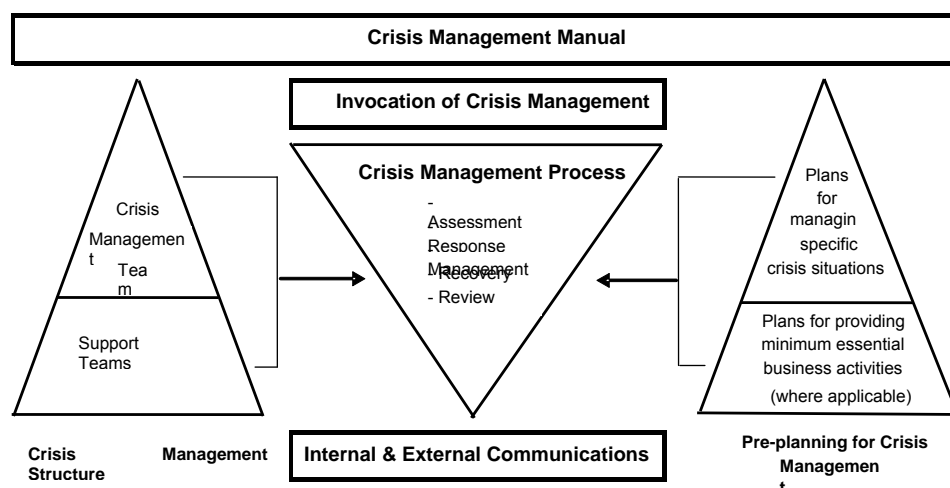 Crisis Management Manual
Invocation of Crisis Management
Crisis Management Process
-
Assessment
-
Response
Management
- Recovery
- Review
Crisis
Managemen
t
Tea
m
Support
Teams
Plans
for
managin
specific
crisis situations
Plans for providing
minimum essential
business activities
(where applicable)
Crisis Management
Structure
Internal & External Communications
Pre-planning for Crisis
Managemen
t